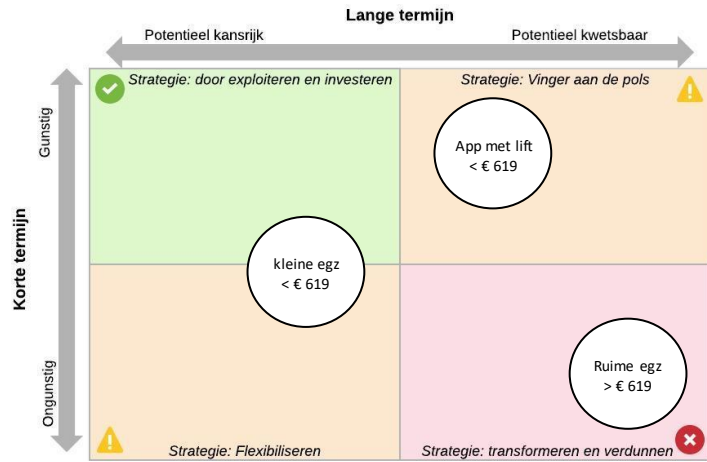 Lange termijn
Potentieel kansrijk
Potentieel kwetsbaar
Strategie: door exploiteren en investeren
Strategie: Vinger aan de pols
Korte termijn
Gunstig
Ongunstig
App met lift
< € 619
kleine egz
< € 619
Ruime egz
> € 619
Strategie: Flexibiliseren
Strategie: transformeren en verdunnen